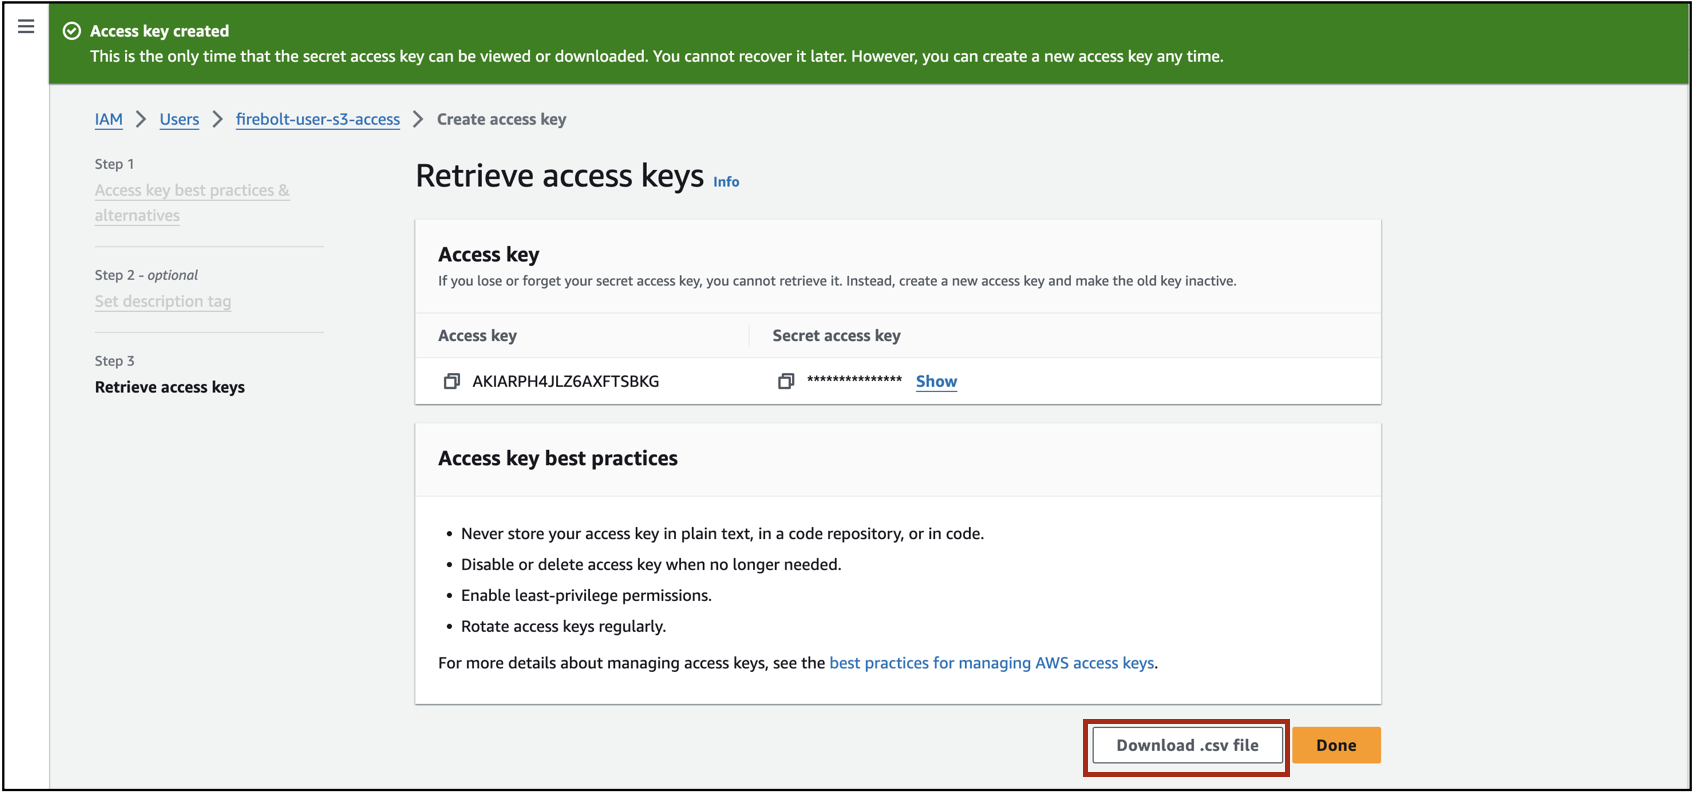 Access key created
This is the only time that the secret access key can be viewed or downloaded. You cannot recover it later. However, you can create a new access key any time.
IAM > Users > firebolt-user-s3-access > Create access key
Step 1
Access key best practices &
alternatives
Step 2 - optional
Set description tag
Step 3
Retrieve access keys
Retrieve access keys Info
Access key
If you lose or forget your secret access key, you cannot retrieve it. Instead, create a new access key and make the old key inactive.
Access key Secret access key
AKIARPH4JLZ6AXFTSBKG *************** Show
Access key best practices
• Never store your access key in plain text, in a code repository, or in code.
• Disable or delete access key when no longer needed.
• Enable least-privilege permissions.
• Rotate access keys regularly.
For more details about managing access keys, see the best practices for managing AWS access keys.
Download .csv file Done